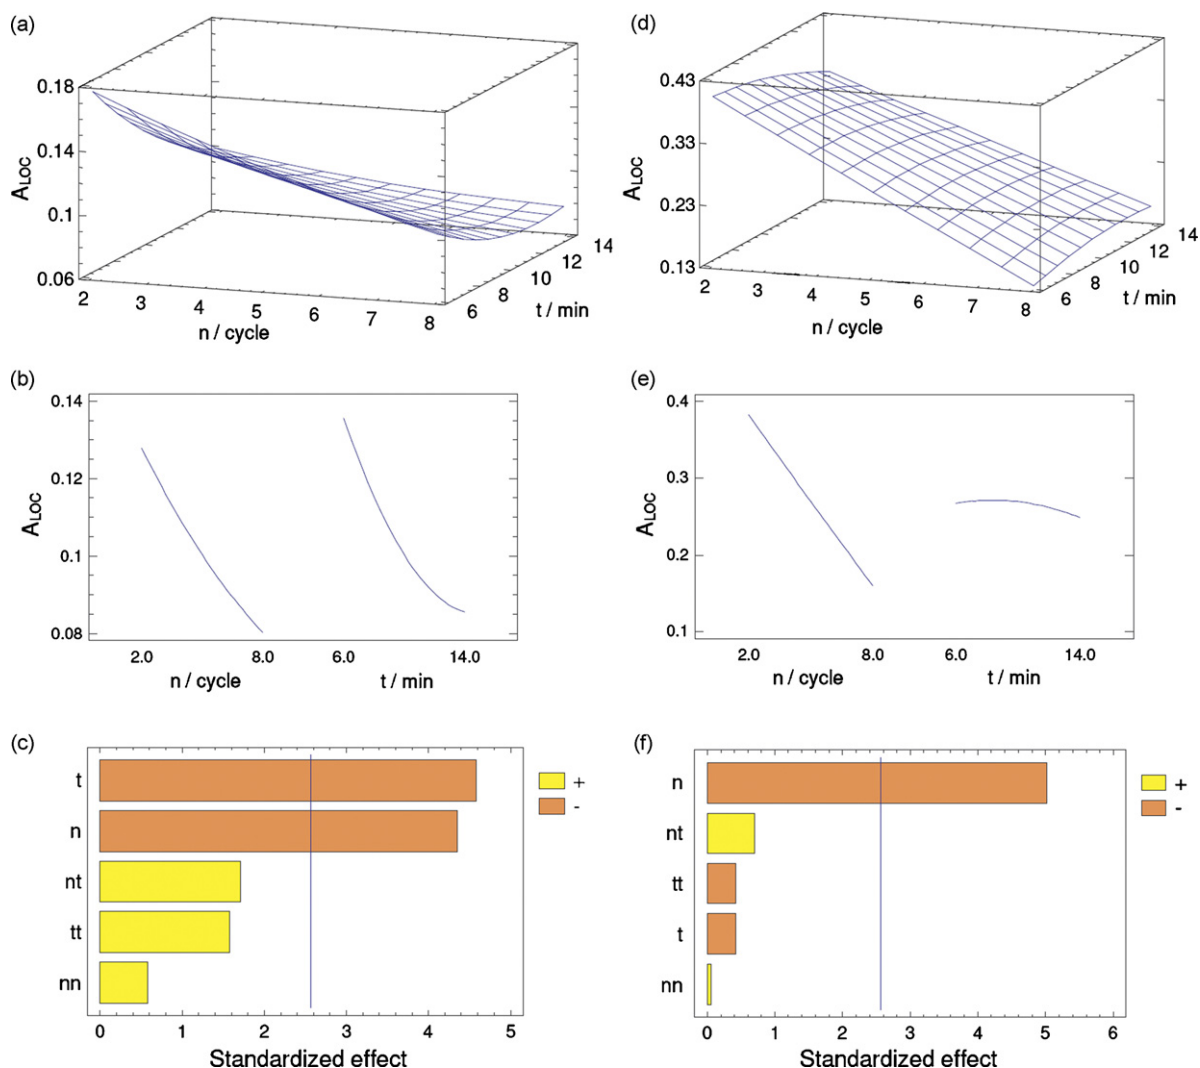 (a)
0.18
0.14
0.1
0.06
A_LOC
2 3 4 5 6 7 8
n / cycle
6 8 10 12 14
t / min
(d)
0.43
0.33
0.23
0.13
A_LOC
2 3 4 5 6 7 8
n / cycle
6 8 10 12 14
t / min
(b)
0.14
0.12
0.1
0.08
A_LOC
2.0 8.0 6.0 14.0
n / cycle t / min
(e)
0.4
0.3
0.2
0.1
A_LOC
2.0 8.0 6.0 14.0
n / cycle t / min
(c)
t
n
nt
tt
nn
+
-
0 1 2 3 4 5
Standardized effect
(f)
n
nt
tt
t
nn
+
-
0 1 2 3 4 5 6
Standardized effect